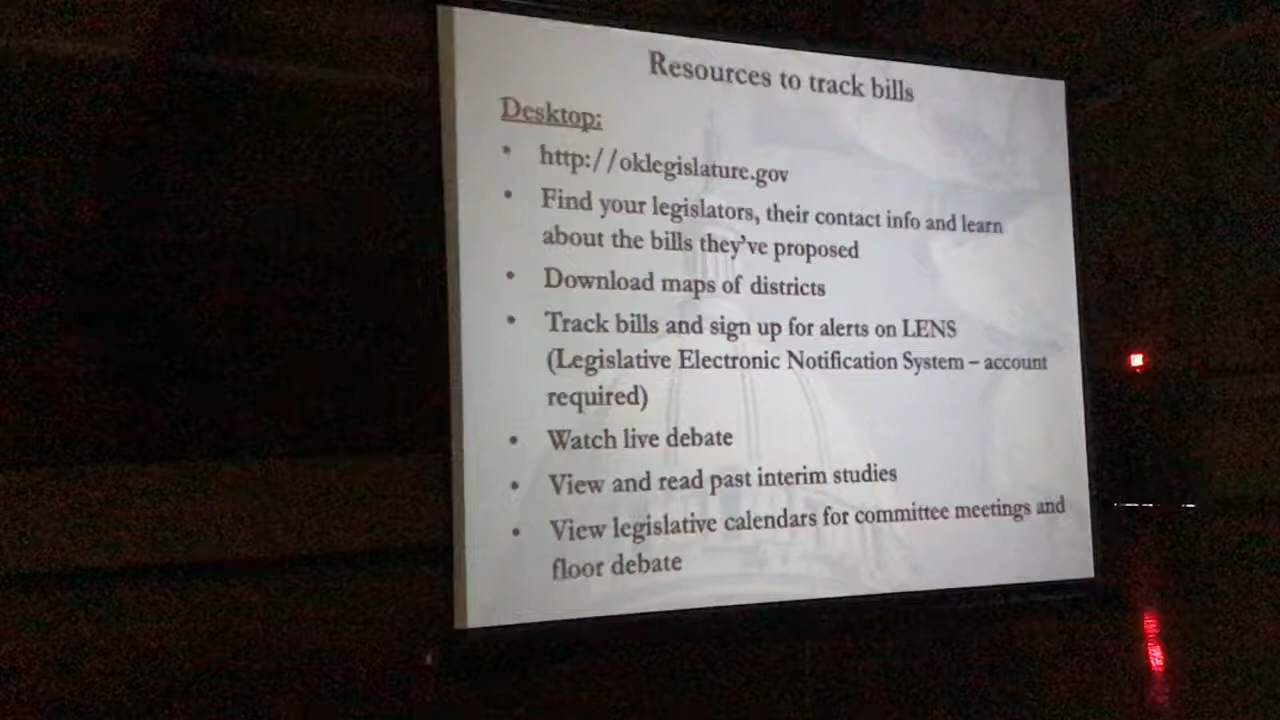 Resources to track bills
Desktop:
• http://oklegislature.gov
• Find your legislators, their contact info and learn
about the bills they've proposed
• Download maps of districts
• Track bills and sign up for alerts on LENS
(Legislative Electronic Notification System – account
required)
• Watch live debate
• View and read past interim studies
• View legislative calendars for committee meetings and
floor debate